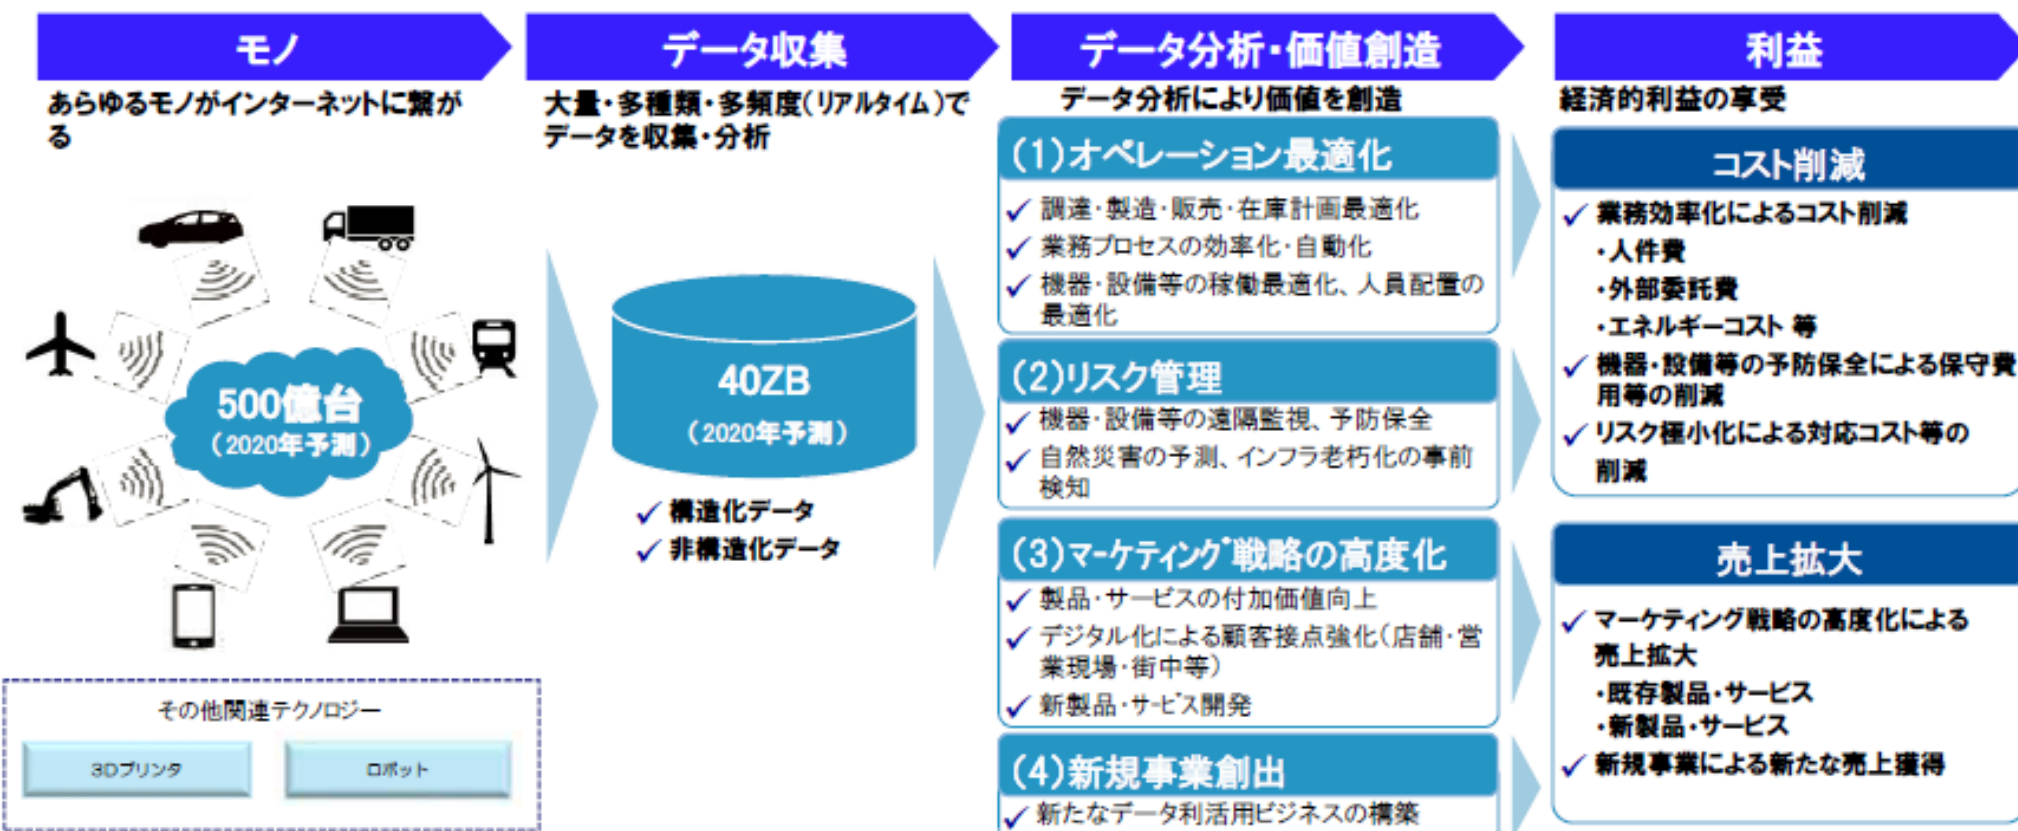 モノ
あらゆるモノがインターネットに繋が
る
500億台
（2020年予測）
その他関連テクノロジー
3Dプリンタ
ロボット
データ収集
大量・多種類・多頻度（リアルタイム）で
データを収集・分析
40ZB
（2020年予測）
✓ 構造化データ
✓ 非構造化データ
データ分析・価値創造
データ分析により価値を創造
（1）オペレーション最適化
✓ 調達・製造・販売・在庫計画最適化
✓ 業務プロセスの効率化・自動化
✓ 機器・設備等の稼働最適化、人員配置の
最適化
（2）リスク管理
✓ 機器・設備等の遠隔監視、予防保全
✓ 自然災害の予測、インフラ老朽化の事前
検知
（3）マーケティング戦略の高度化
✓ 製品・サービスの付加価値向上
✓ デジタル化による顧客接点強化（店舗・営
業現場・街中等）
✓ 新製品・サービス開発
（4）新規事業創出
✓ 新たなデータ利活用ビジネスの構築
利益
経済的利益の享受
コスト削減
✓ 業務効率化によるコスト削減
・人件費
・外部委託費
・エネルギーコスト 等
✓ 機器・設備等の予防保全による保守費
用等の削減
✓ リスク極小化による対応コスト等の
削減
売上拡大
✓ マーケティング戦略の高度化による
売上拡大
・既存製品・サービス
・新製品・サービス
✓ 新規事業による新たな売上獲得